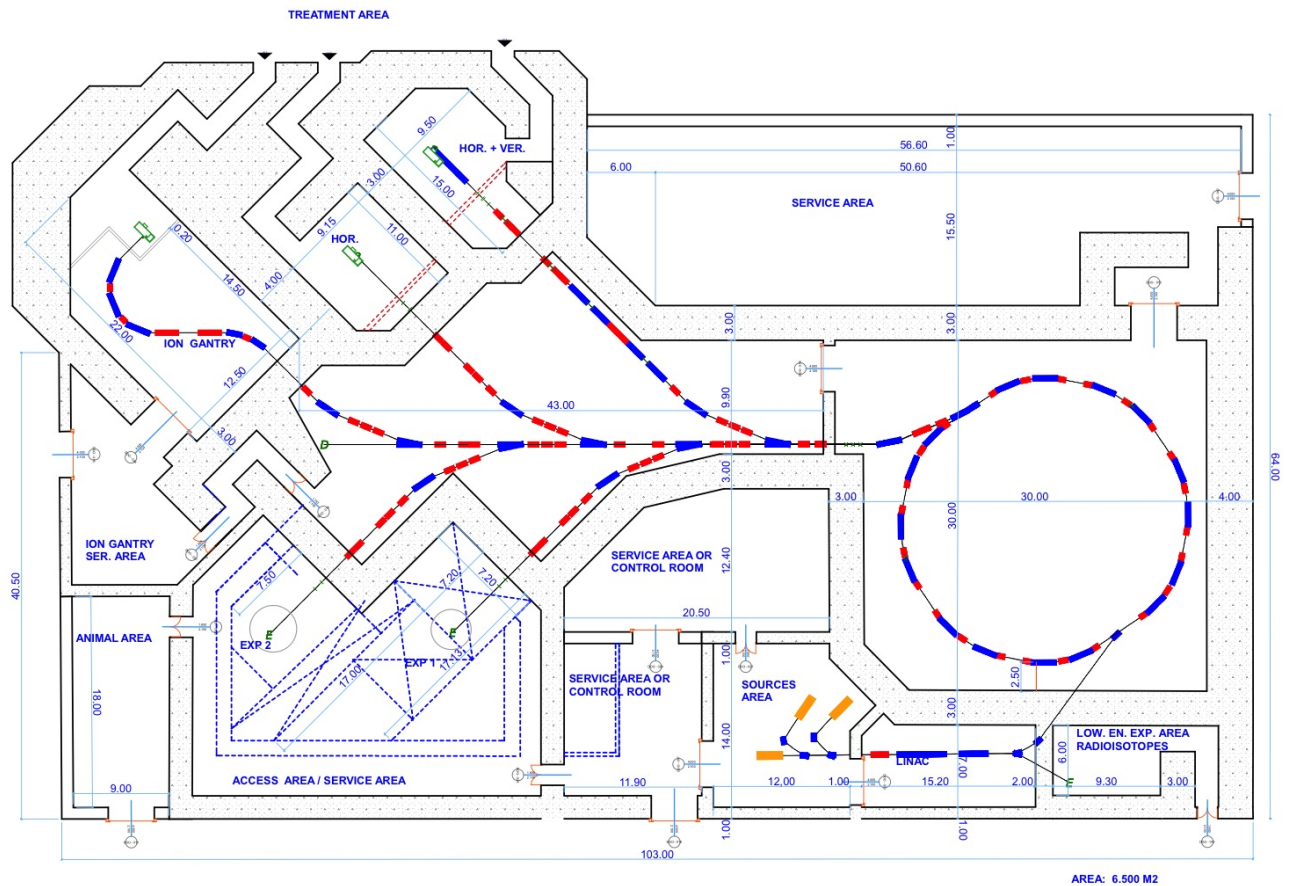 TREATMENT AREA
9.50
HOR. + VER.
1.00
56.60
6.00
50.60
3.00
15.00
SERVICE AREA
15.50
0.20
9.15
HOR.
11.00
4.00
14.50
22.00
ION GANTRY
3.00
3.00
12.50
9.90
43.00
3.00
D
3.00
64.00
3.00
30.00
4.00
30.00
ION GANTRY
SER. AREA
SERVICE AREA OR
CONTROL ROOM
12.40
7.50
7.20
7.20
40.50
20.50
ANIMAL AREA
E
E
EXP 2
EXP 1
17.00
17.13
1.00
SERVICE AREA OR
CONTROL ROOM
SOURCES
AREA
2.50
18.00
3.00
14.00
LOW. EN. EXP. AREA
RADIOISOTOPES
6.00
LINAC
7.00
ACCESS AREA / SERVICE AREA
9.00
11.90
12.00
1.00
15.20
2.00
E
9.30
3.00
1.00
1.00
103.00
AREA: 6.500 M2